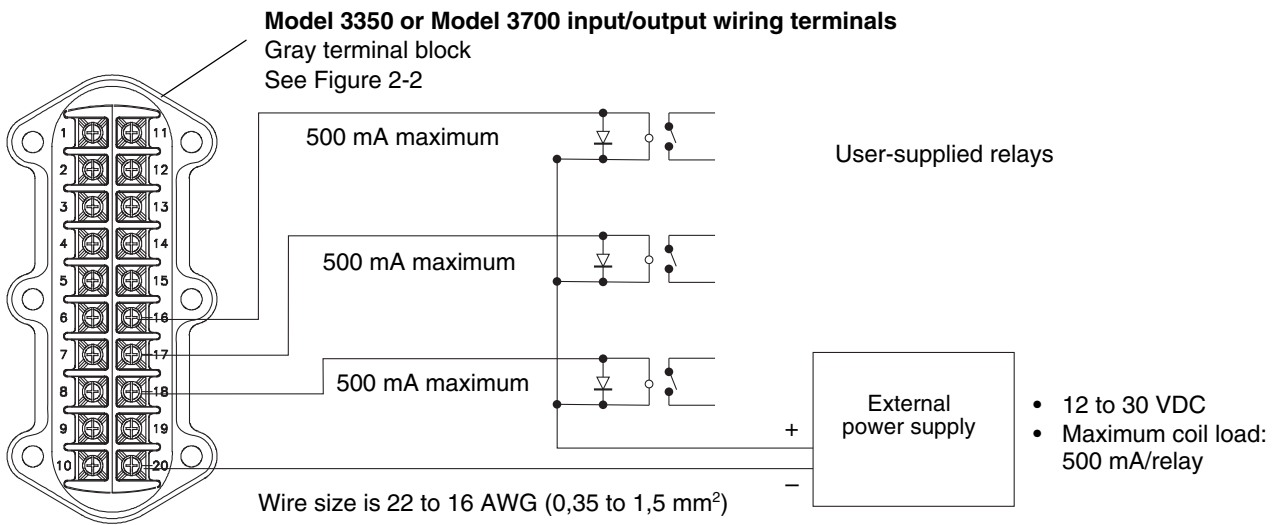 Model 3350 or Model 3700 input/output wiring terminals
Gray terminal block
See Figure 2-2
1 11
2 12
3 13
4 14
5 15
6 16
7 17
8 18
9 19
10 20
500 mA maximum
User-supplied relays
500 mA maximum
500 mA maximum
External
power supply
+
–
• 12 to 30 VDC
• Maximum coil load:
500 mA/relay
Wire size is 22 to 16 AWG (0,35 to 1,5 mm²)